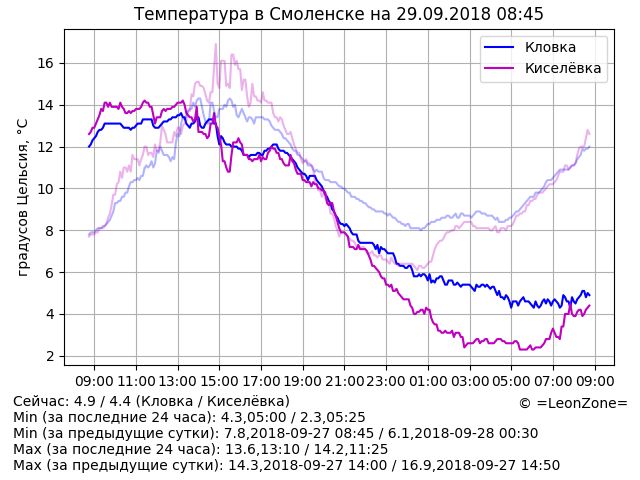 Температура в Смоленске на 29.09.2018 08:45
Кловка
Киселёвка
градусов Цельсия, °C
16
14
12
10
8
6
4
2
09:00 11:00 13:00 15:00 17:00 19:00 21:00 23:00 01:00 03:00 05:00 07:00 09:00
Сейчас: 4.9 / 4.4 (Кловка / Киселёвка)
© =LeonZone=
Min (за последние 24 часа): 4.3,05:00 / 2.3,05:25
Min (за предыдущие сутки): 7.8,2018-09-27 08:45 / 6.1,2018-09-28 00:30
Max (за последние 24 часа): 13.6,13:10 / 14.2,11:25
Max (за предыдущие сутки): 14.3,2018-09-27 14:00 / 16.9,2018-09-27 14:50